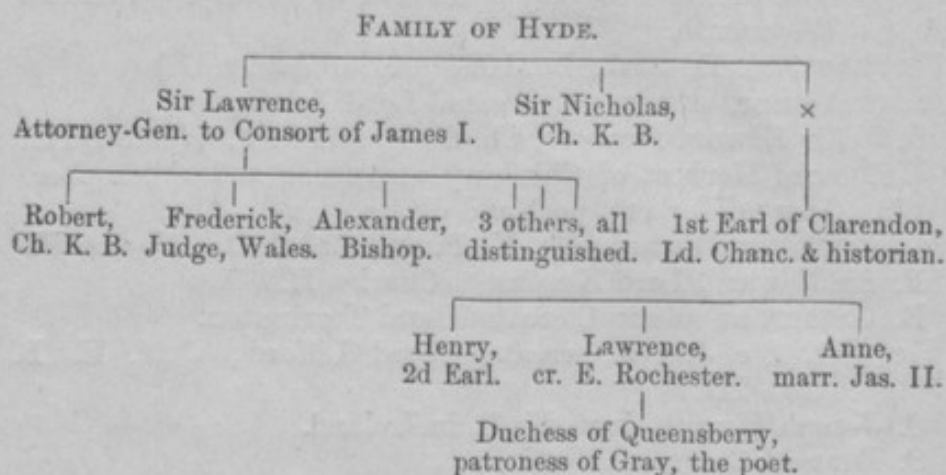 FAMILY OF HYDE.
Sir Lawrence, Sir Nicholas, ×
Attorney-Gen. to Consort of James I. Ch. K. B.
Robert, Frederick, Alexander, 3 others, all 1st Earl of Clarendon,
Ch. K. B. Judge, Wales. Bishop. distinguished. Ld. Chanc. & historian.
Henry, Lawrence, Anne,
2d Earl. cr. E. Rochester. marr. Jas. II.
Duchess of Queensberry,
patroness of Gray, the poet.